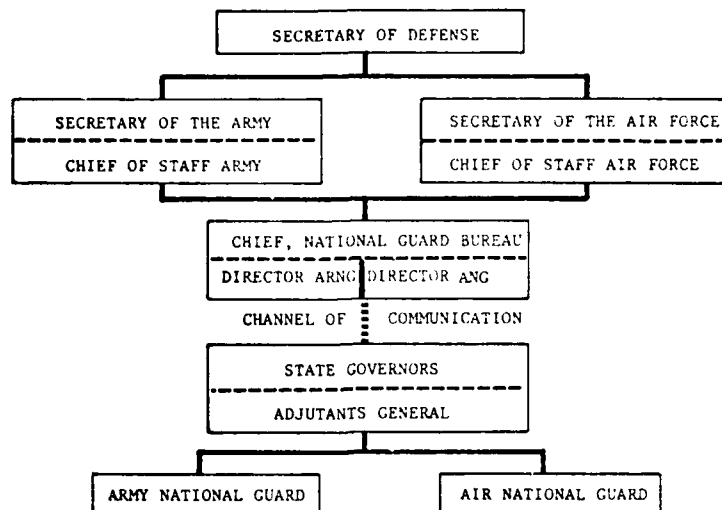 SECRETARY OF DEFENSE
SECRETARY OF THE ARMY
CHIEF OF STAFF ARMY
SECRETARY OF THE AIR FORCE
CHIEF OF STAFF AIR FORCE
CHIEF, NATIONAL GUARD BUREAU
DIRECTOR ARNG DIRECTOR ANG
CHANNEL OF COMMUNICATION
STATE GOVERNORS
ADJUTANTS GENERAL
ARMY NATIONAL GUARD
AIR NATIONAL GUARD